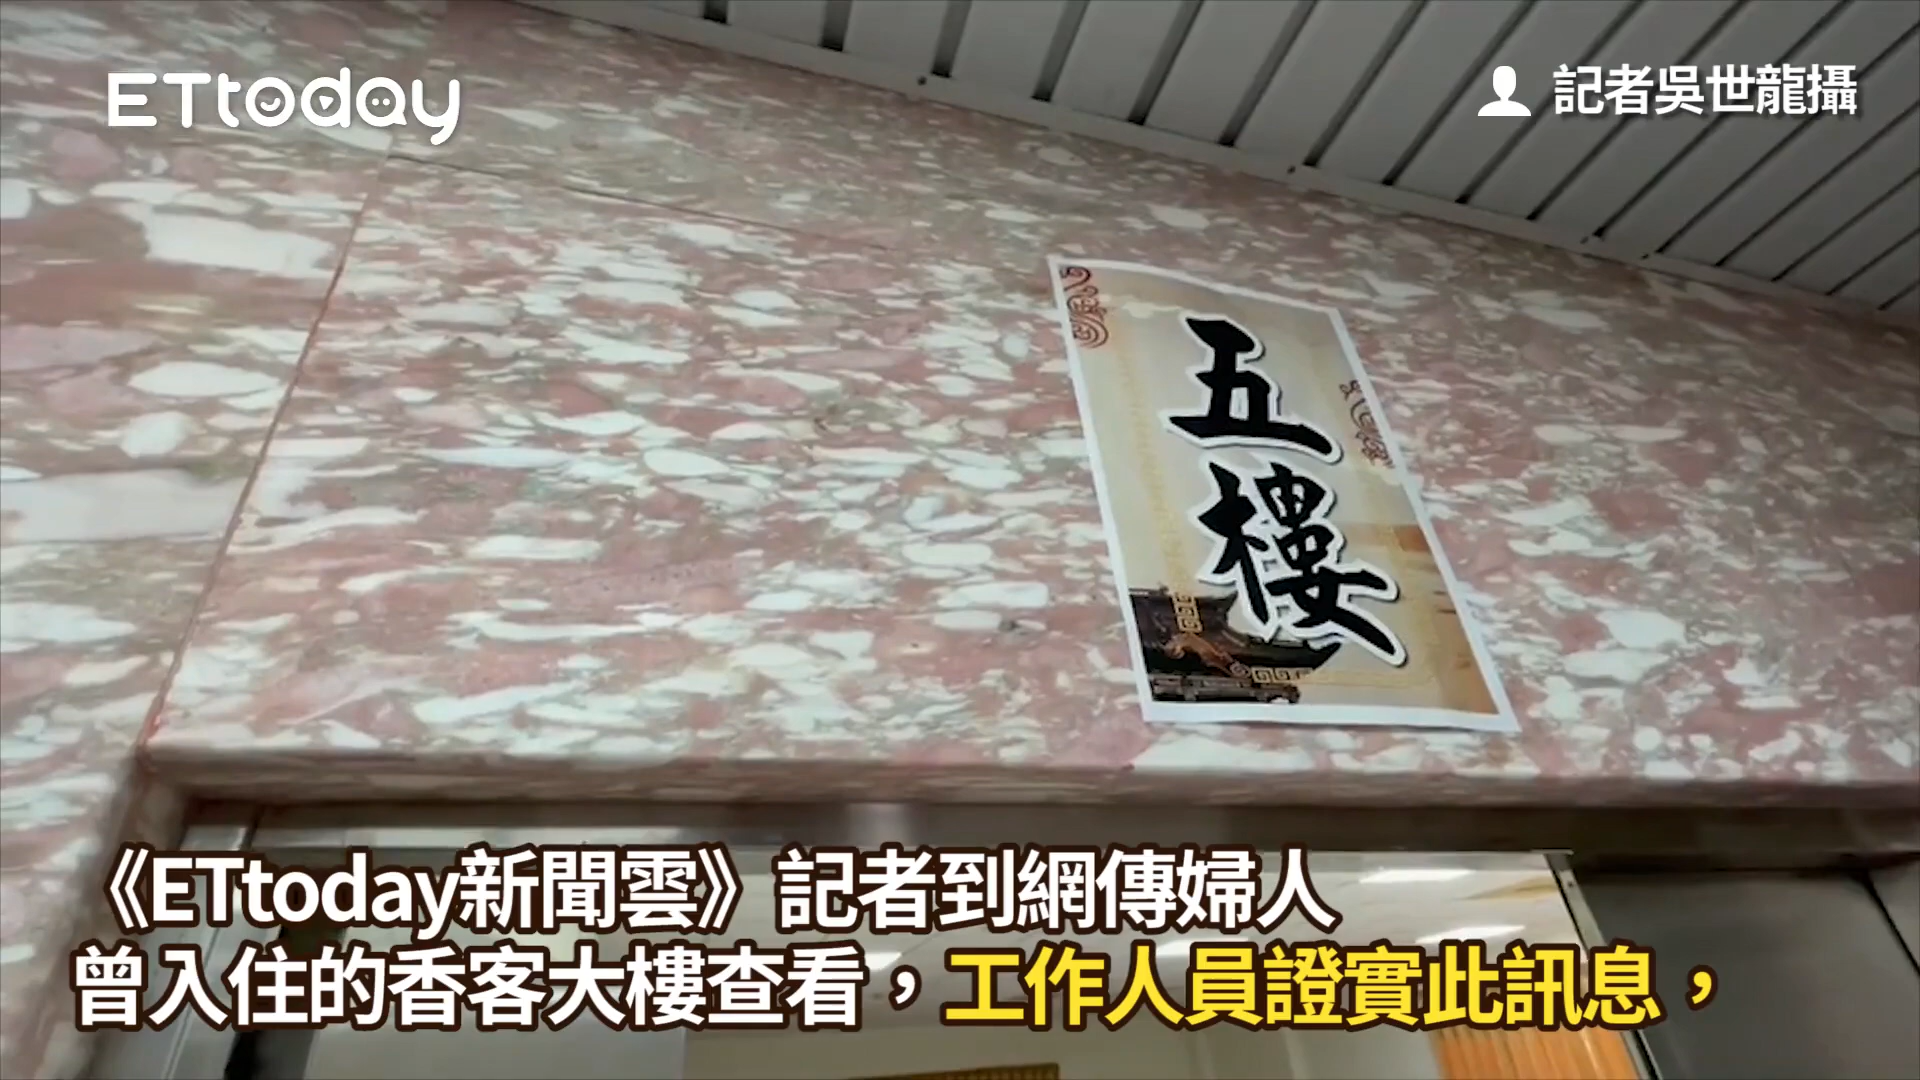 ETtoday
記者吳世龍攝
五樓
《ETtoday新聞雲》記者到網傳婦人
曾入住的香客大樓查看，工作人員證實此訊息，